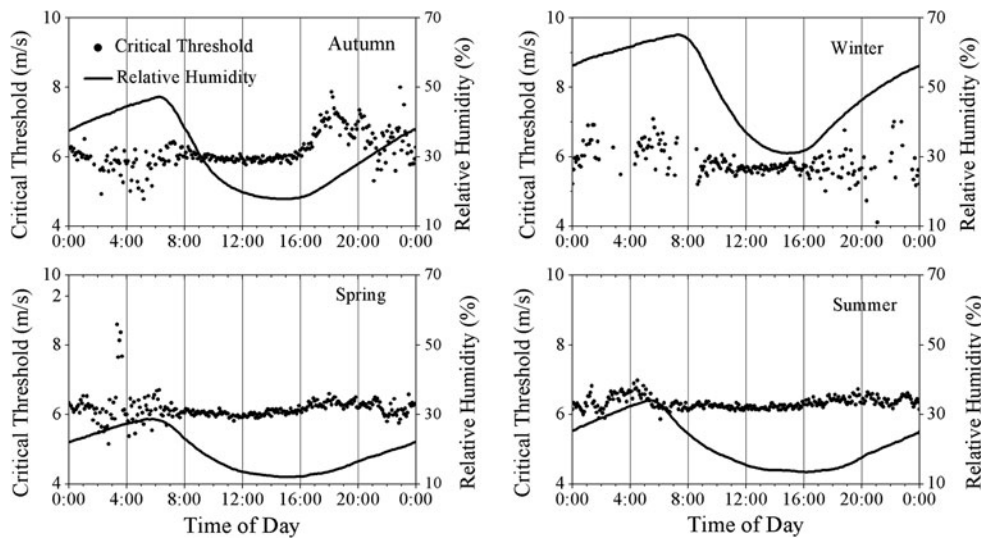 Critical Threshold (m/s)
10
8
6
4
Critical Threshold
Relative Humidity
Autumn
70
50
30
10
Relative Humidity (%)
0:00 4:00 8:00 12:00 16:00 20:00 0:00
Critical Threshold (m/s)
10
8
6
4
Winter
70
50
30
10
Relative Humidity (%)
0:00 4:00 8:00 12:00 16:00 20:00 0:00
Critical Threshold (m/s)
10
2
8
6
4
Spring
70
50
30
10
Relative Humidity (%)
0:00 4:00 8:00 12:00 16:00 20:00 0:00
Time of Day
Critical Threshold (m/s)
10
8
6
4
Summer
70
50
30
10
Relative Humidity (%)
0:00 4:00 8:00 12:00 16:00 20:00 0:00
Time of Day